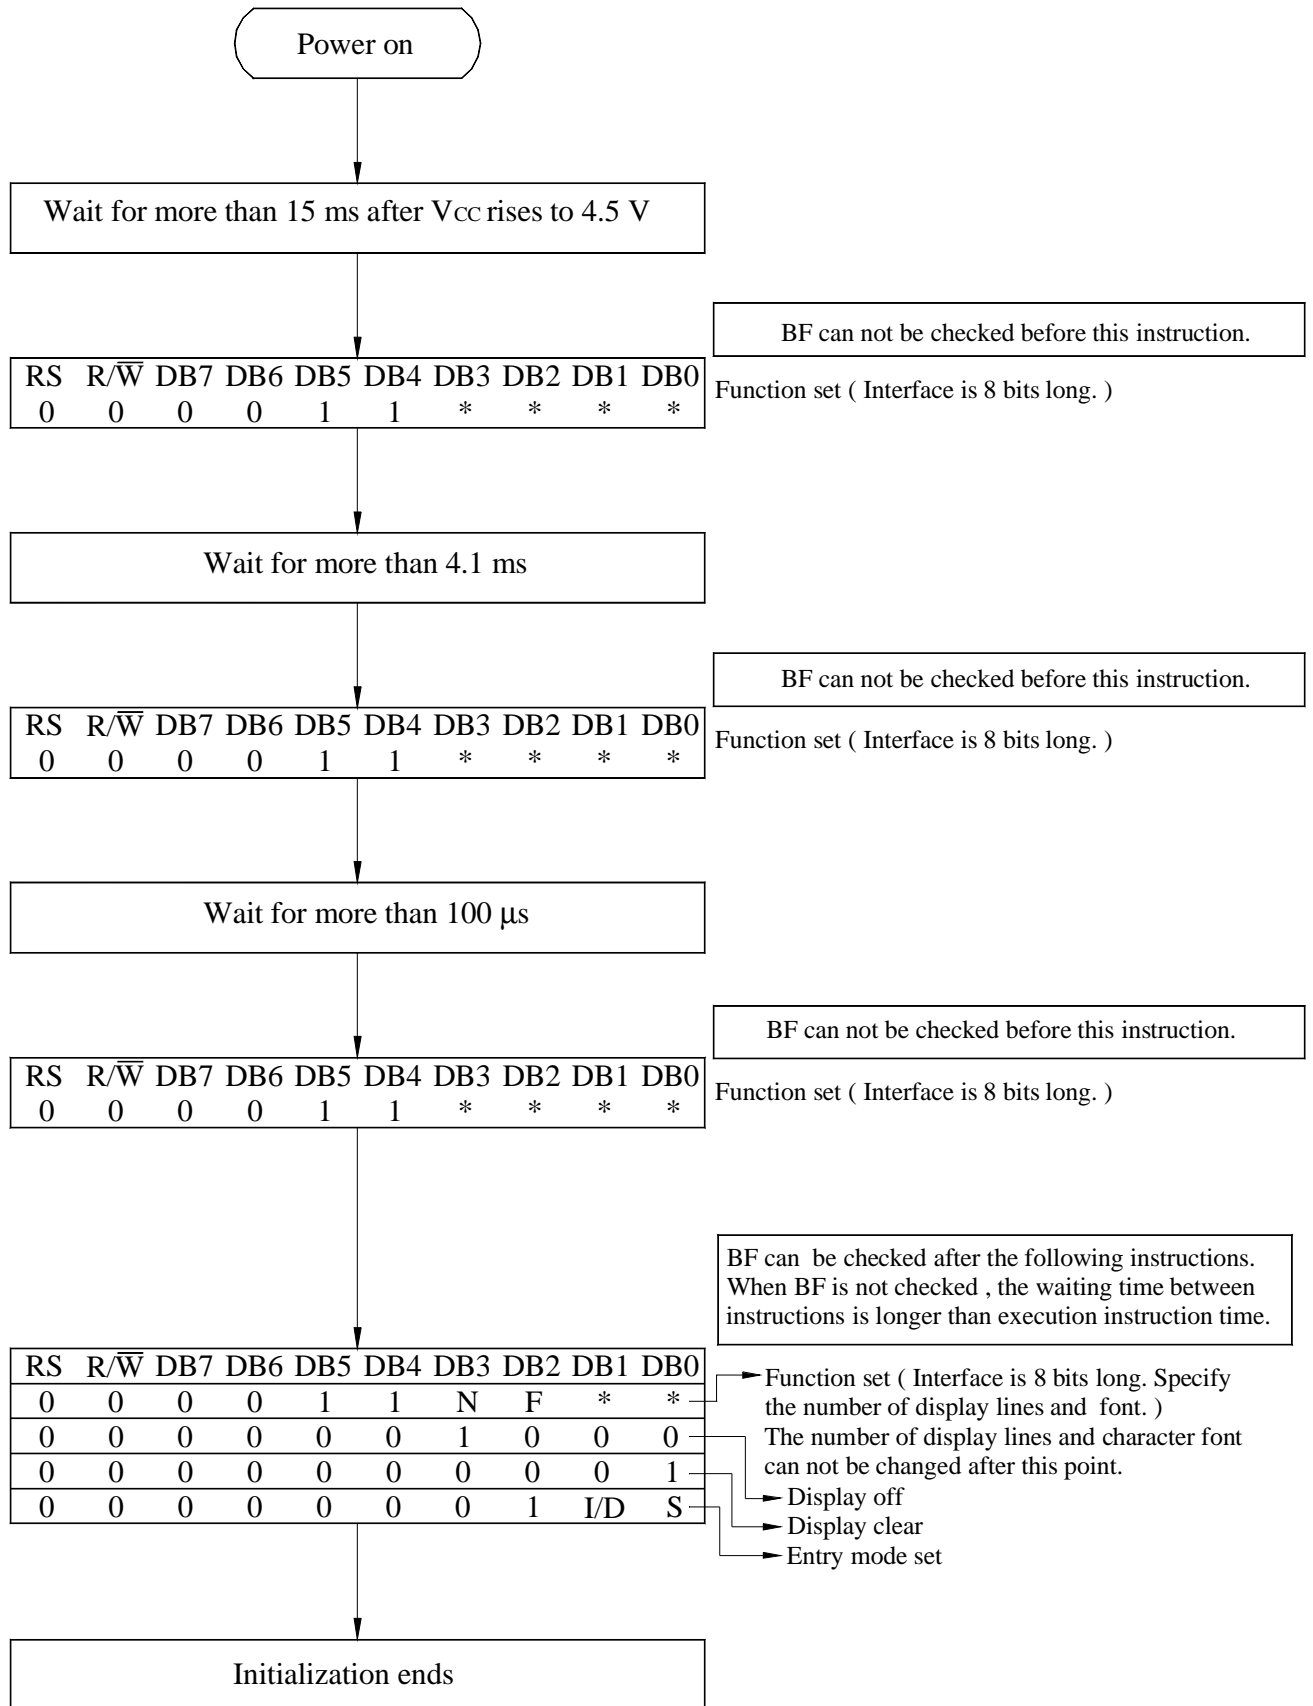 Power on
Wait for more than 15 ms after VCC rises to 4.5 V
BF can not be checked before this instruction.
RS R/W̅ DB7 DB6 DB5 DB4 DB3 DB2 DB1 DB0
0 0 0 0 1 1 * * * *
Function set ( Interface is 8 bits long. )
Wait for more than 4.1 ms
BF can not be checked before this instruction.
RS R/W̅ DB7 DB6 DB5 DB4 DB3 DB2 DB1 DB0
0 0 0 0 1 1 * * * *
Function set ( Interface is 8 bits long. )
Wait for more than 100 μs
BF can not be checked before this instruction.
RS R/W̅ DB7 DB6 DB5 DB4 DB3 DB2 DB1 DB0
0 0 0 0 1 1 * * * *
Function set ( Interface is 8 bits long. )
BF can be checked after the following instructions.
When BF is not checked , the waiting time between
instructions is longer than execution instruction time.
RS R/W̅ DB7 DB6 DB5 DB4 DB3 DB2 DB1 DB0
0 0 0 0 1 1 N F * *
0 0 0 0 0 0 1 0 0 0
0 0 0 0 0 0 0 0 0 1
0 0 0 0 0 0 0 1 I/D S
Function set ( Interface is 8 bits long. Specify
the number of display lines and font. )
The number of display lines and character font
can not be changed after this point.
Display off
Display clear
Entry mode set
Initialization ends